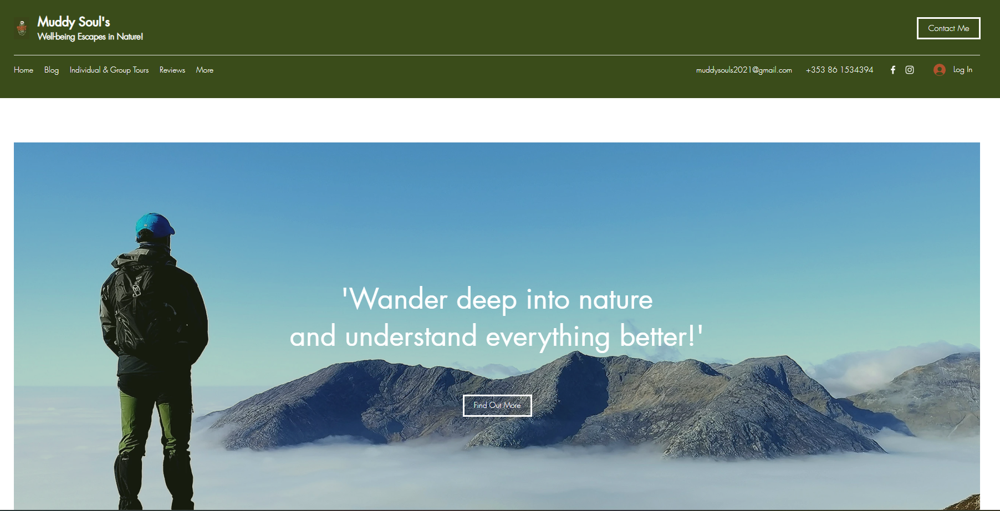 Muddy Soul's
Well-being Escapes in Nature!
Contact Me
Home Blog Individual & Group Tours Reviews More muddysouls2021@gmail.com +353 86 1534394 Log In
'Wander deep into nature
and understand everything better!'
Find Out More